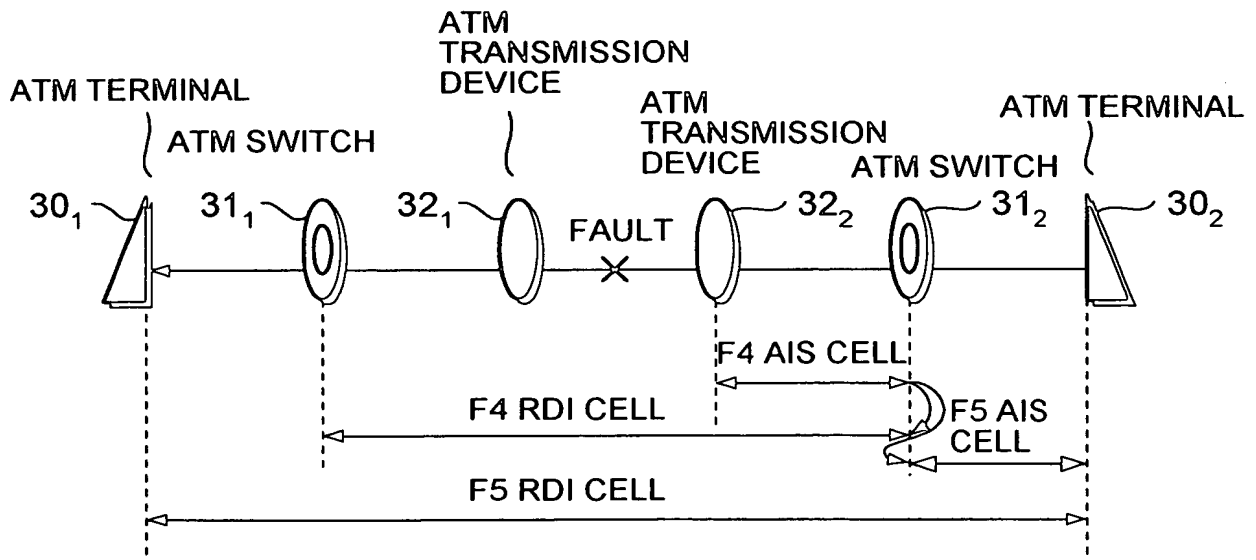 ATM
TRANSMISSION
DEVICE
ATM TERMINAL
ATM SWITCH
ATM
TRANSMISSION
DEVICE
ATM SWITCH
ATM TERMINAL
30₁
31₁
32₁
FAULT
32₂
31₂
30₂
F4 AIS CELL
F4 RDI CELL
F5 AIS
CELL
F5 RDI CELL